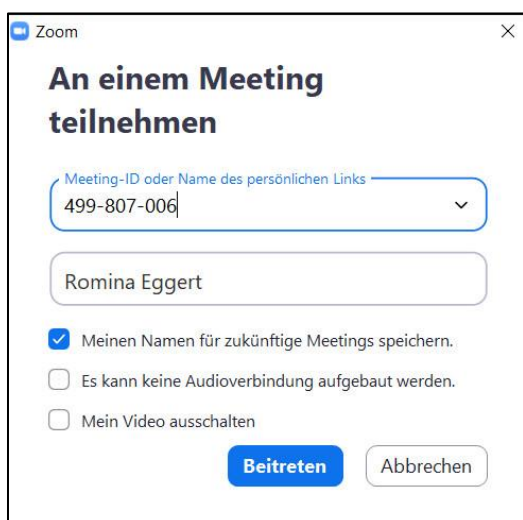 Zoom
An einem Meeting
teilnehmen
Meeting-ID oder Name des persönlichen Links
499-807-006
Romina Eggert
Meinen Namen für zukünftige Meetings speichern.
Es kann keine Audioverbindung aufgebaut werden.
Mein Video ausschalten
Beitreten Abbrechen